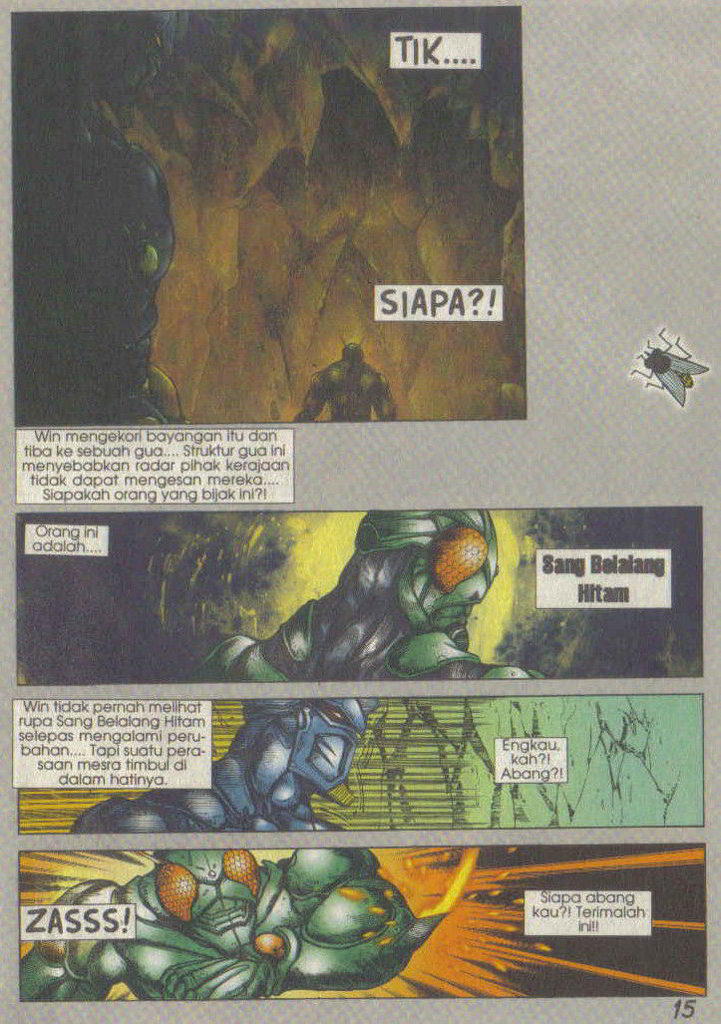 TIK....
SIAPA?!
Win mengekori bayangan itu dan
tiba ke sebuah gua.... Struktur gua ini
menyebabkan radar pihak kerajaan
tidak dapat mengesan mereka....
Siapakah orang yang bijak ini?!
Orang ini
adalah....
Sang Belalang
Hitam
Win tidak pernah melihat
rupa Sang Belalang Hitam
selepas mengalami peru-
bahan.... Tapi suatu pera-
saan mesra timbul di
dalam hatinya.
Engkau,
kah?!
Abang?!
ZASSS!
Siapa abang
kau?! Terimalah
ini!!
15